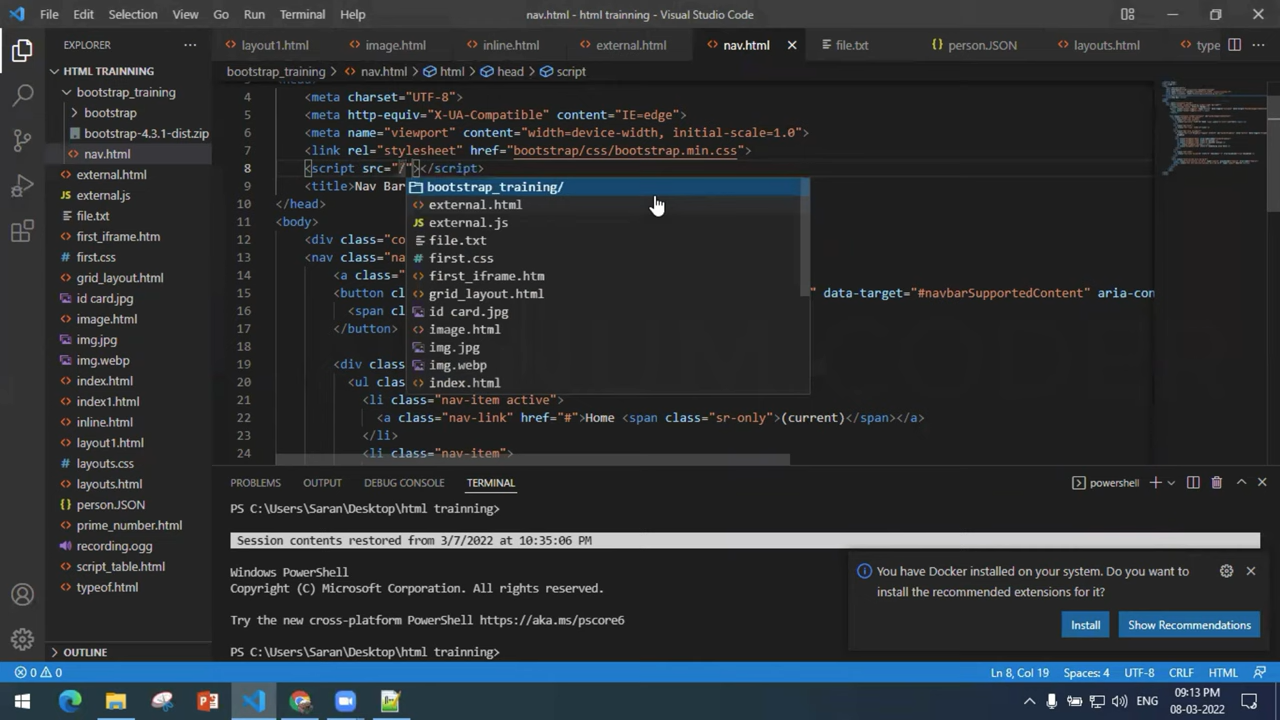 File Edit Selection View Go Run Terminal Help
nav.html - html trainning - Visual Studio Code
EXPLORER
layout1.html image.html inline.html external.html nav.html file.txt person.JSON layouts.html type
bootstrap_training > nav.html > html > head > script
HTML TRAINNING
bootstrap_training
bootstrap
bootstrap-4.3.1-dist.zip
nav.html
external.html
external.js
file.txt
first_iframe.htm
first.css
grid_layout.html
id card.jpg
image.html
img.jpg
img.webp
index.html
index1.html
inline.html
layout1.html
layouts.css
layouts.html
person.JSON
prime_number.html
recording.ogg
script_table.html
typeof.html
OUTLINE
4 <meta charset="UTF-8">
5 <meta http-equiv="X-UA-Compatible" content="IE=edge">
6 <meta name="viewport" content="width=device-width, initial-scale=1.0">
7 <link rel="stylesheet" href="bootstrap/css/bootstrap.min.css">
8 <script src="/"></script>
9 <title>Nav Bar
10 </head>
11 <body>
12 <div class="co
13 <nav class="na
14 <a class="
15 <button cl " data-target="#navbarSupportedContent" aria-con
16 <span cl
17 </button>
18
19 <div class
20 <ul clas
21 <li class="nav-item active">
22 <a class="nav-link" href="#">Home <span class="sr-only">(current)</span></a>
23 </li>
24 <li class="nav-item">
bootstrap_training/
external.html
external.js
file.txt
first.css
first_iframe.htm
grid_layout.html
id card.jpg
image.html
img.jpg
img.webp
index.html
PROBLEMS OUTPUT DEBUG CONSOLE TERMINAL
powershell
PS C:\Users\Saran\Desktop\html trainning>
Session contents restored from 3/7/2022 at 10:35:06 PM
Windows PowerShell
Copyright (C) Microsoft Corporation. All rights reserved.
Try the new cross-platform PowerShell https://aka.ms/pscore6
PS C:\Users\Saran\Desktop\html trainning>
You have Docker installed on your system. Do you want to
install the recommended extensions for it?
Install Show Recommendations
0 0
Ln 8, Col 19 Spaces: 4 UTF-8 CRLF HTML
ENG
09:13 PM
08-03-2022